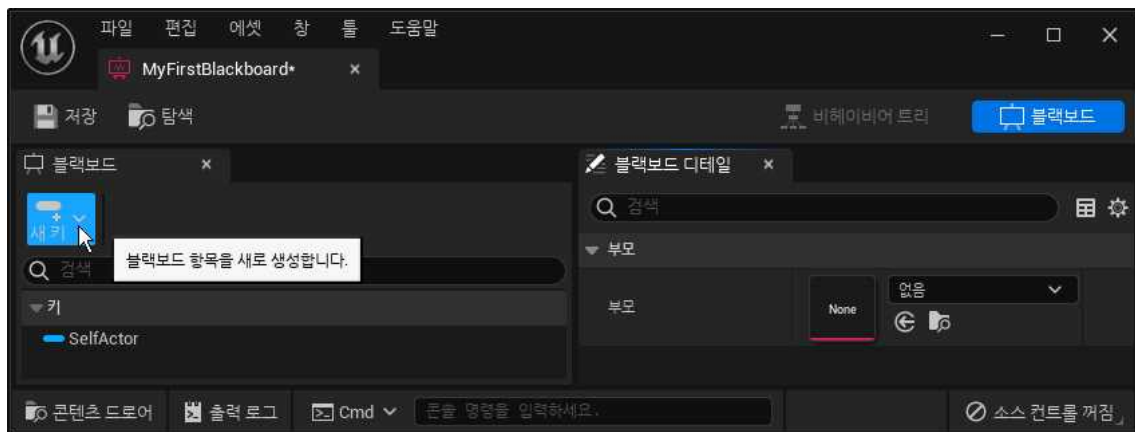 파일 편집 에셋 창 툴 도움말
MyFirstBlackboard*
저장 탐색 비헤이비어 트리 블랙보드
블랙보드
새 키
블랙보드 항목을 새로 생성합니다.
검색
키
SelfActor
블랙보드 디테일
검색
부모
부모 None 없음
콘텐츠 드로어 출력 로그 Cmd 콘솔 명령을 입력하세요. 소스 컨트롤 꺼짐